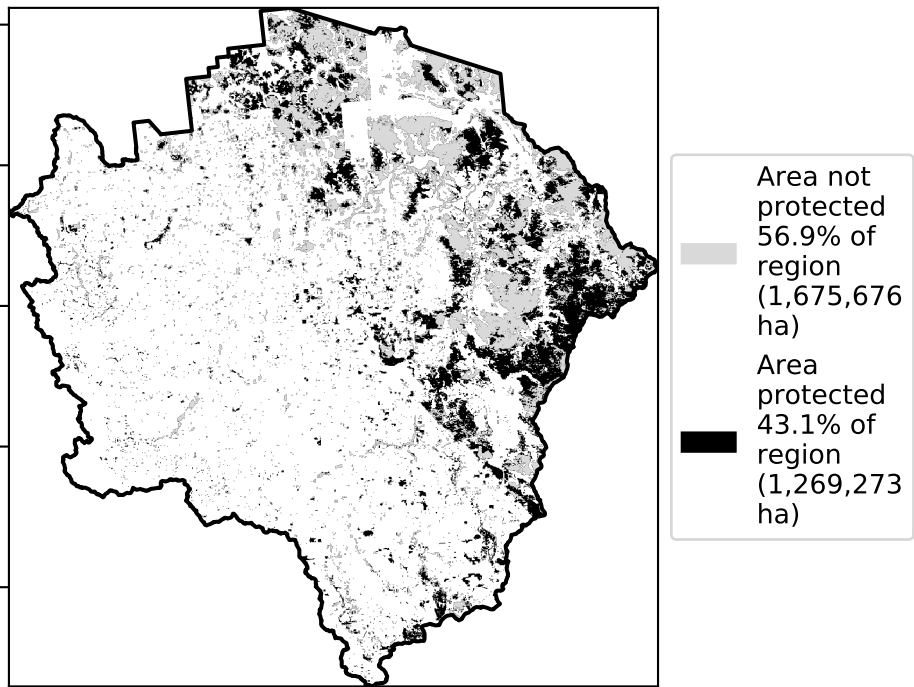 Area not
protected
56.9% of
region
(1,675,676
ha)
Area
protected
43.1% of
region
(1,269,273
ha)